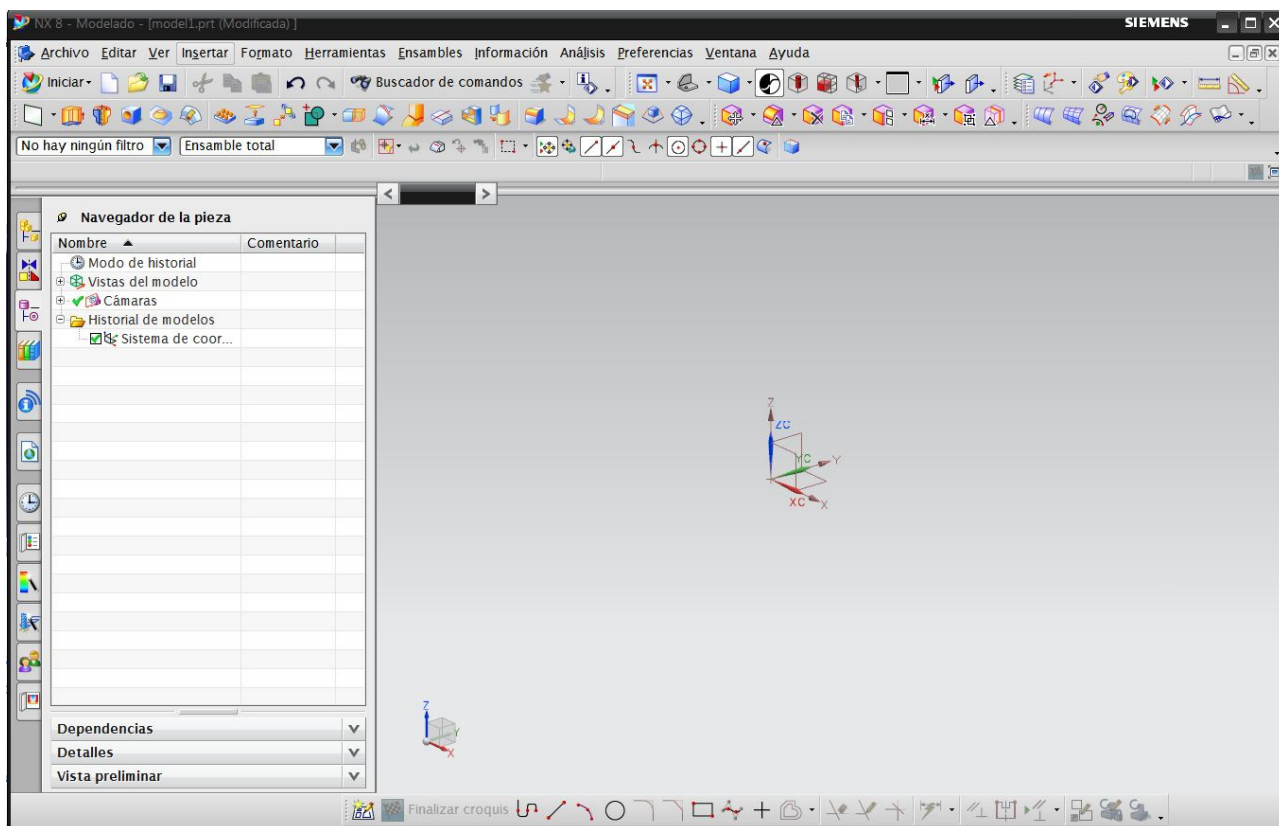 NX 8 - Modelado - [model1.prt (Modificada) ]
SIEMENS
Archivo Editar Ver Insertar Formato Herramientas Ensambles Información Análisis Preferencias Ventana Ayuda
Iniciar Buscador de comandos
No hay ningún filtro Ensamble total
Navegador de la pieza
Nombre Comentario
Modo de historial
Vistas del modelo
Cámaras
Historial de modelos
Sistema de coor...
Z
ZC
YC Y
XC X
Z
Y
X
Dependencias
Detalles
Vista preliminar
Finalizar croquis